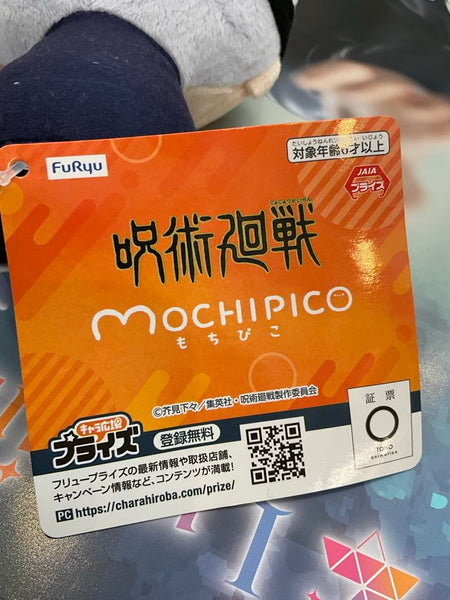 FuRyu
たいしょうねんれい さいいじょう
対象年齢6才以上
JAIA
プライズ
じゅじゅつかいせん
呪術廻戦
MOCHIPICO
もちぴこ
©芥見下々／集英社・呪術廻戦製作委員会
証票
TOHO
animation
キャラ広場
プライズ
登録無料
フリュープライズの最新情報や取扱店舗、
キャンペーン情報など、コンテンツが満載!
PC https://charahiroba.com/prize/